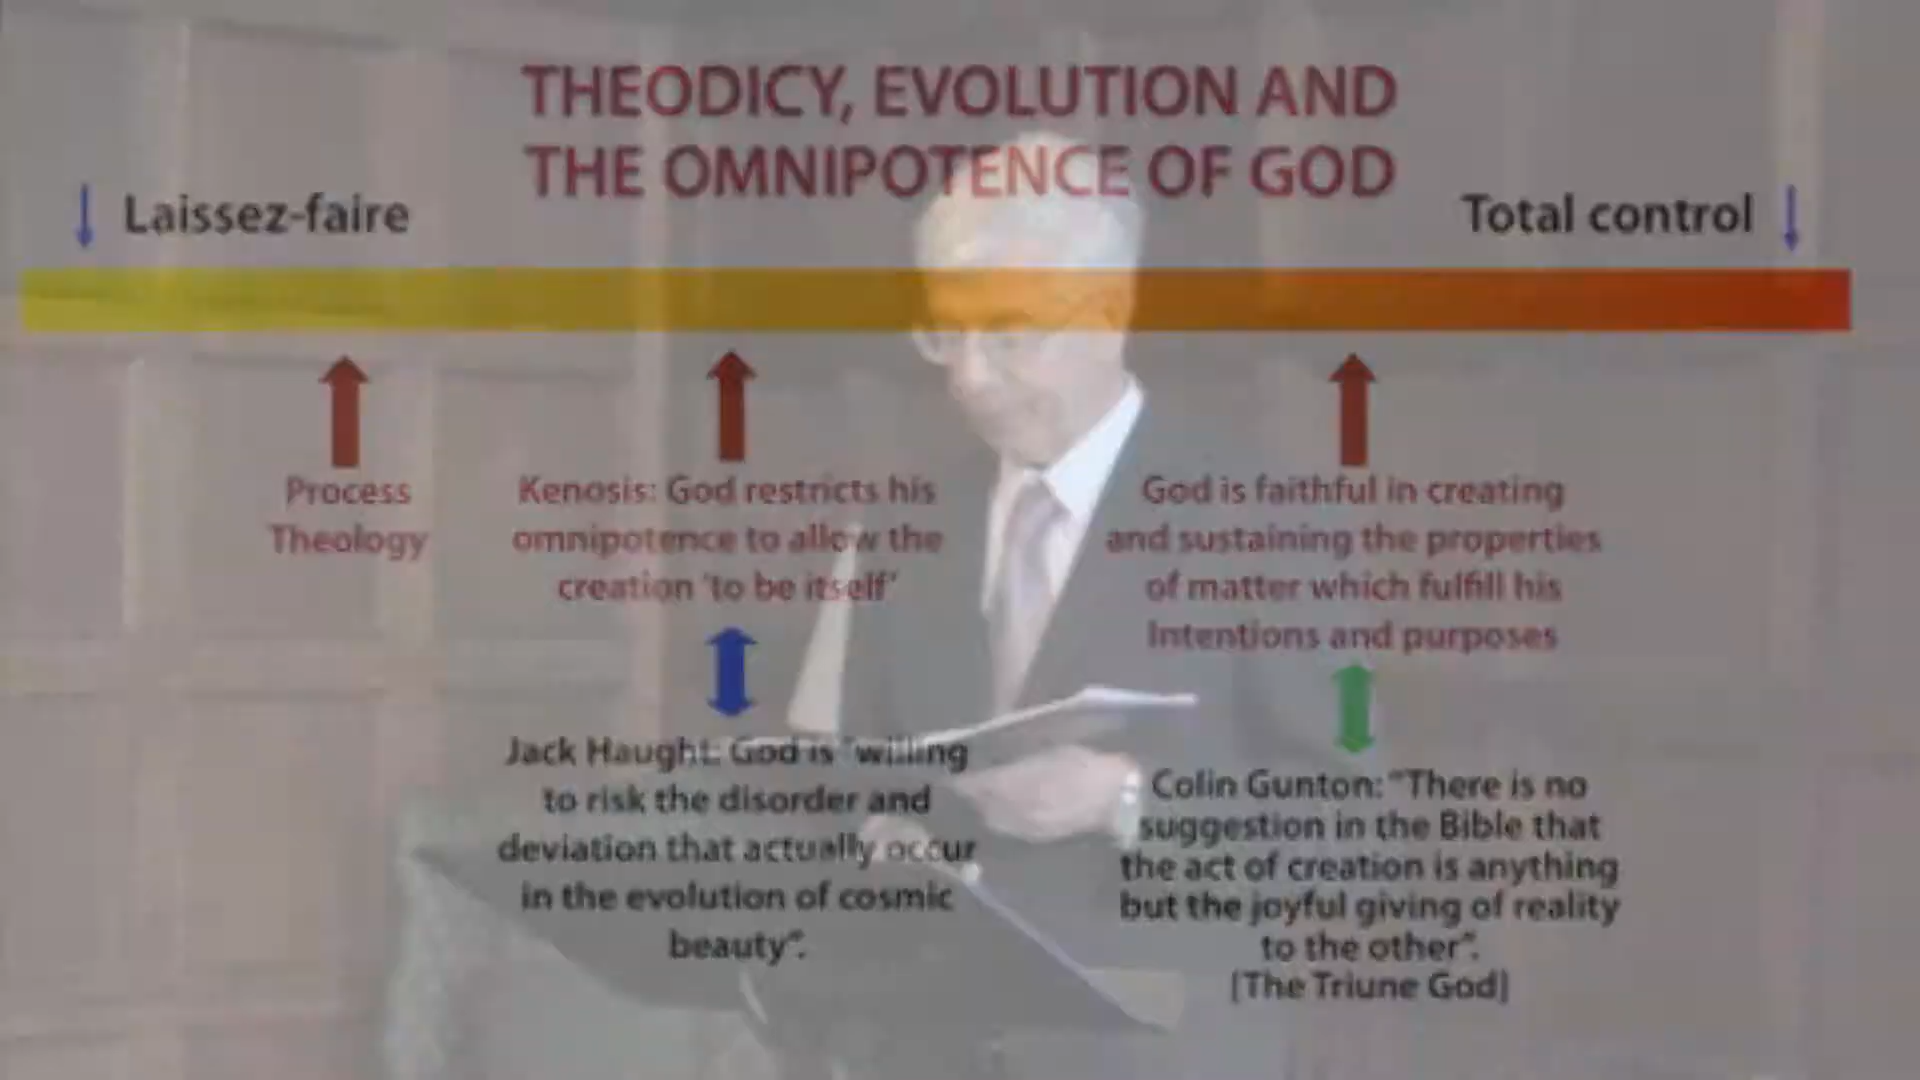 THEODICY, EVOLUTION AND
THE OMNIPOTENCE OF GOD
Laissez-faire
Total control
Process
Theology
Kenosis: God restricts his
omnipotence to allow the
creation 'to be itself'
God is faithful in creating
and sustaining the properties
of matter which fulfill his
Intentions and purposes
Jack Haught: God is "willing
to risk the disorder and
deviation that actually occur
in the evolution of cosmic
beauty".
Colin Gunton: "There is no
suggestion in the Bible that
the act of creation is anything
but the joyful giving of reality
to the other".
[The Triune God]